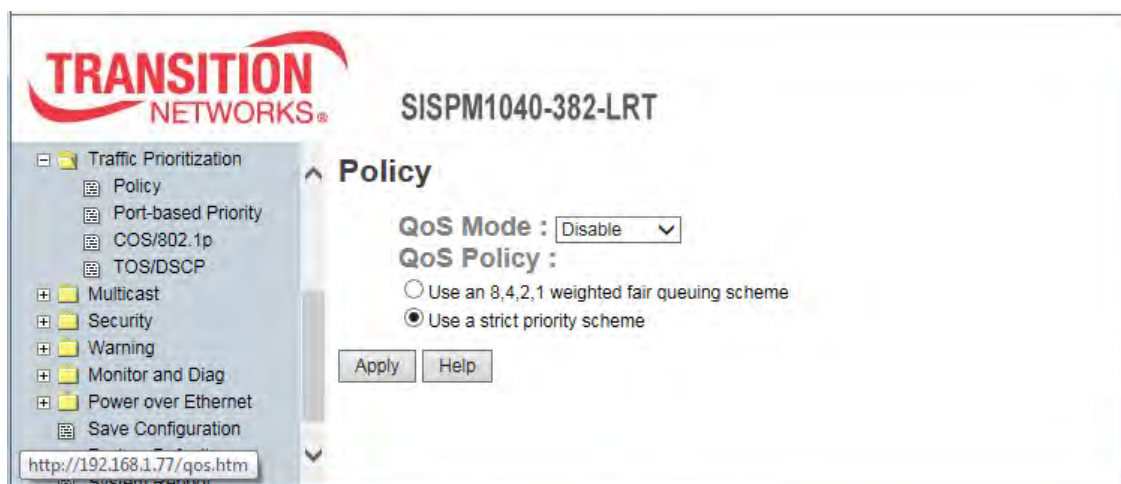 TRANSITION
NETWORKS®
SISPM1040-382-LRT
Traffic Prioritization
Policy
Port-based Priority
COS/802.1p
TOS/DSCP
Multicast
Security
Warning
Monitor and Diag
Power over Ethernet
Save Configuration
http://192.168.1.77/qos.htm
Policy
QoS Mode : Disable
QoS Policy :
Use an 8,4,2,1 weighted fair queuing scheme
Use a strict priority scheme
Apply Help